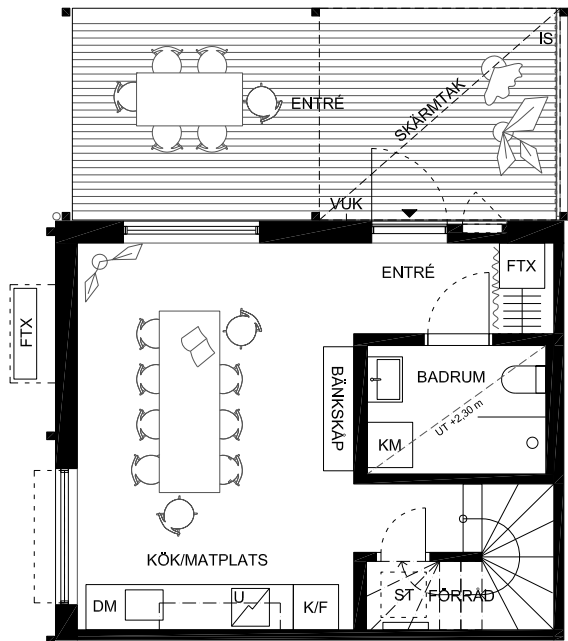 IS
ENTRÉ
SKÄRMTAK
VUK
ENTRÉ
FTX
FTX
BÄNKSKÅP
BADRUM
UT +2,30 m
KM
KÖK/MATPLATS
DM
U
K/F
ST
FÖRRÅD